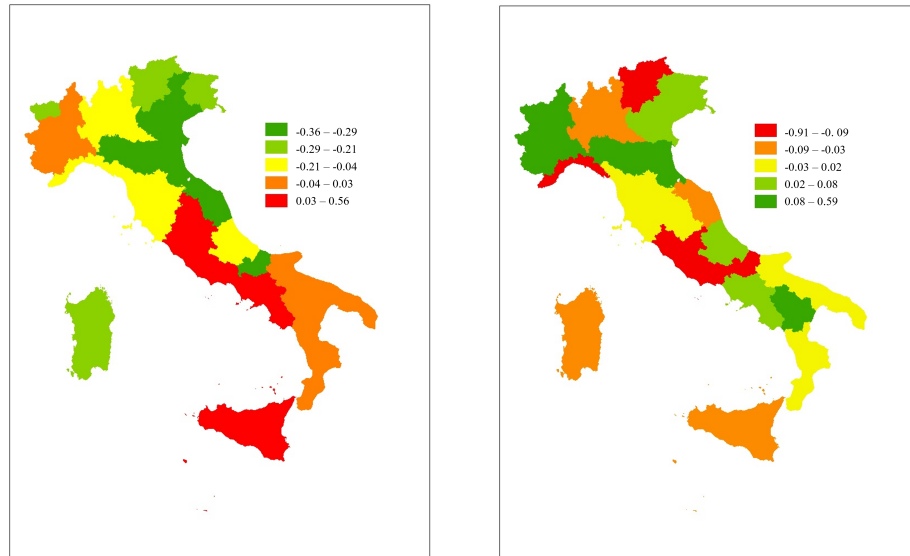 -0.36 – -0.29
-0.29 – -0.21
-0.21 – -0.04
-0.04 – 0.03
0.03 – 0.56
-0.91 – -. 09
-0.09 – -0.03
-0.03 – 0.02
0.02 – 0.08
0.08 – 0.59